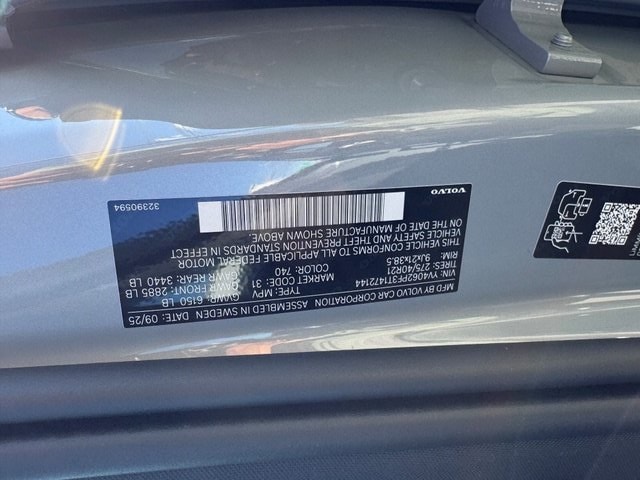 MFD BY VOLVO CAR CORPORATION ASSEMBLED IN SWEDEN DATE: 09/25
VIN: YV4062PF3T1472144 GVWR: 6109 LB
TIRES: 275/40R21 TYPE: MPV GAWR FRONT: 2885 LB
RIM: 9Jx21x38.5 MARKET CODE: 31 GAWR REAR: 3440 LB
COLOR: 740
THIS VEHICLE CONFORMS TO ALL APPLICABLE FEDERAL MOTOR
VEHICLE SAFETY AND THEFT PREVENTION STANDARDS IN EFFECT
ON THE DATE OF MANUFACTURE SHOWN ABOVE.
VOLVO 32390594